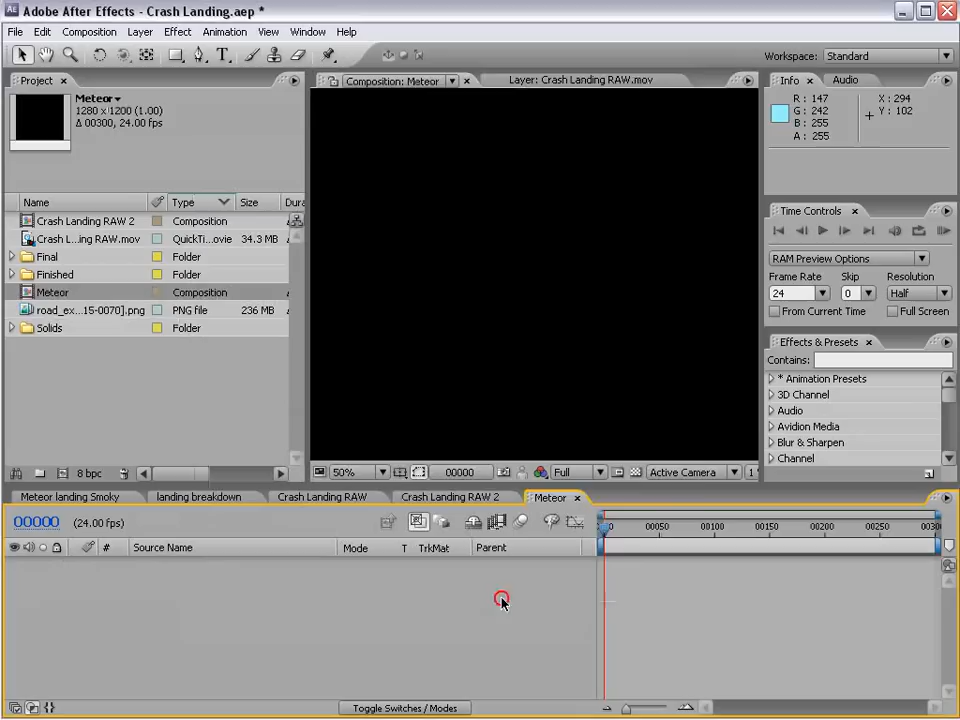 Adobe After Effects - Crash Landing.aep *
File Edit Composition Layer Effect Animation View Window Help
Workspace: Standard
Project
Composition: Meteor
Layer: Crash Landing RAW.mov
Info Audio
Meteor
1280 x 1200 (1.00)
Δ 00300, 24.00 fps
R : 147
G : 242
B : 255
A : 255
X : 294
Y : 102
Name Type Size Dura
Crash Landing RAW 2 Composition
Crash L...ing RAW.mov QuickTi...ovie 34.3 MB
Final Folder
Finished Folder
Meteor Composition
road_ex...15-0070].png PNG file 236 MB
Solids Folder
Time Controls
RAM Preview Options
Frame Rate Skip Resolution
24 0 Half
From Current Time Full Screen
Effects & Presets
Contains:
* Animation Presets
3D Channel
Audio
Avidion Media
Blur & Sharpen
Channel
8 bpc
50% 00000 Full Active Camera 1
Meteor landing Smoky landing breakdown Crash Landing RAW Crash Landing RAW 2 Meteor
00000 (24.00 fps)
0 00050 00100 00150 00200 00250 00300
# Source Name Mode T TrkMat Parent
Toggle Switches / Modes